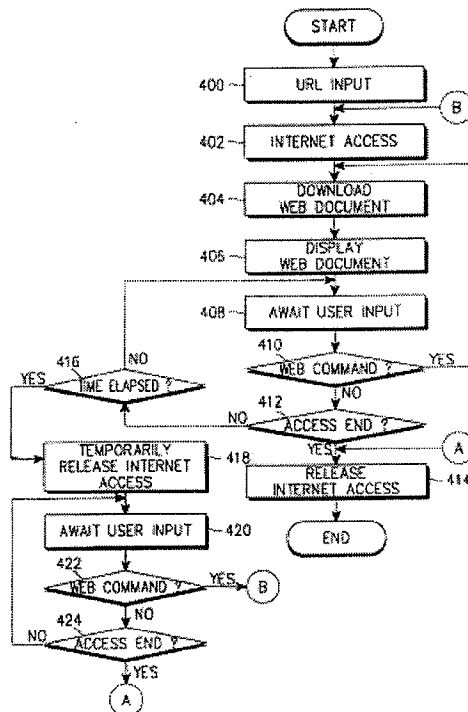 START
400
URL INPUT
B
402
INTERNET ACCESS
404
DOWNLOAD
WEB DOCUMENT
406
DISPLAY
WEB DOCUMENT
408
AWAIT USER INPUT
410
WEB COMMAND ?
YES
NO
416
TIME ELAPSED ?
YES
NO
412
ACCESS END ?
NO
YES
A
TEMPORARILY
RELEASE INTERNET
ACCESS
418
RELEASE
INTERNET ACCESS
414
AWAIT USER INPUT
420
END
422
WEB COMMAND ?
YES
B
NO
424
ACCESS END ?
NO
YES
A